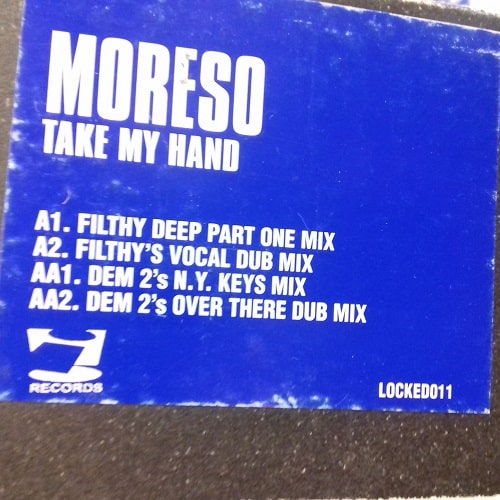 MORESO
TAKE MY HAND
A1. FILTHY DEEP PART ONE MIX
A2. FILTHY'S VOCAL DUB MIX
AA1. DEM 2's N.Y. KEYS MIX
AA2. DEM 2's OVER THERE DUB MIX
RECORDS
LOCKED011